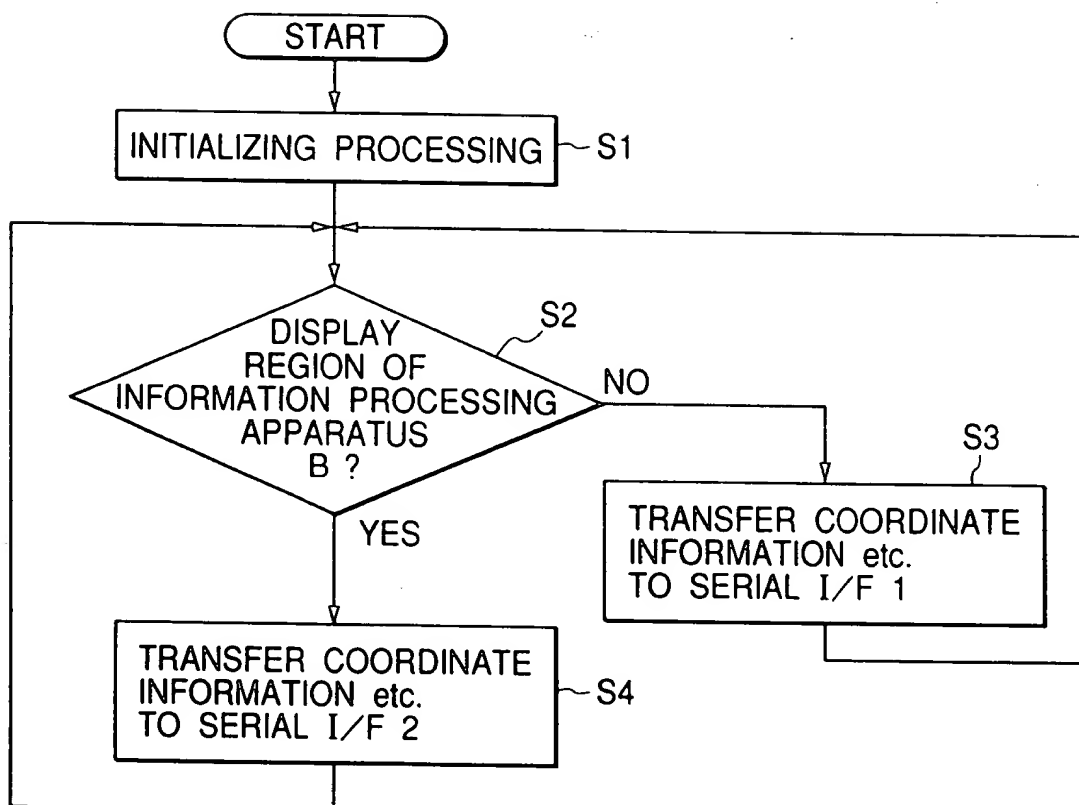 START
INITIALIZING PROCESSING
S1
DISPLAY
REGION OF
INFORMATION PROCESSING
APPARATUS
B ?
S2
NO
YES
S3
TRANSFER COORDINATE
INFORMATION etc.
TO SERIAL I/F 1
TRANSFER COORDINATE
INFORMATION etc.
TO SERIAL I/F 2
S4